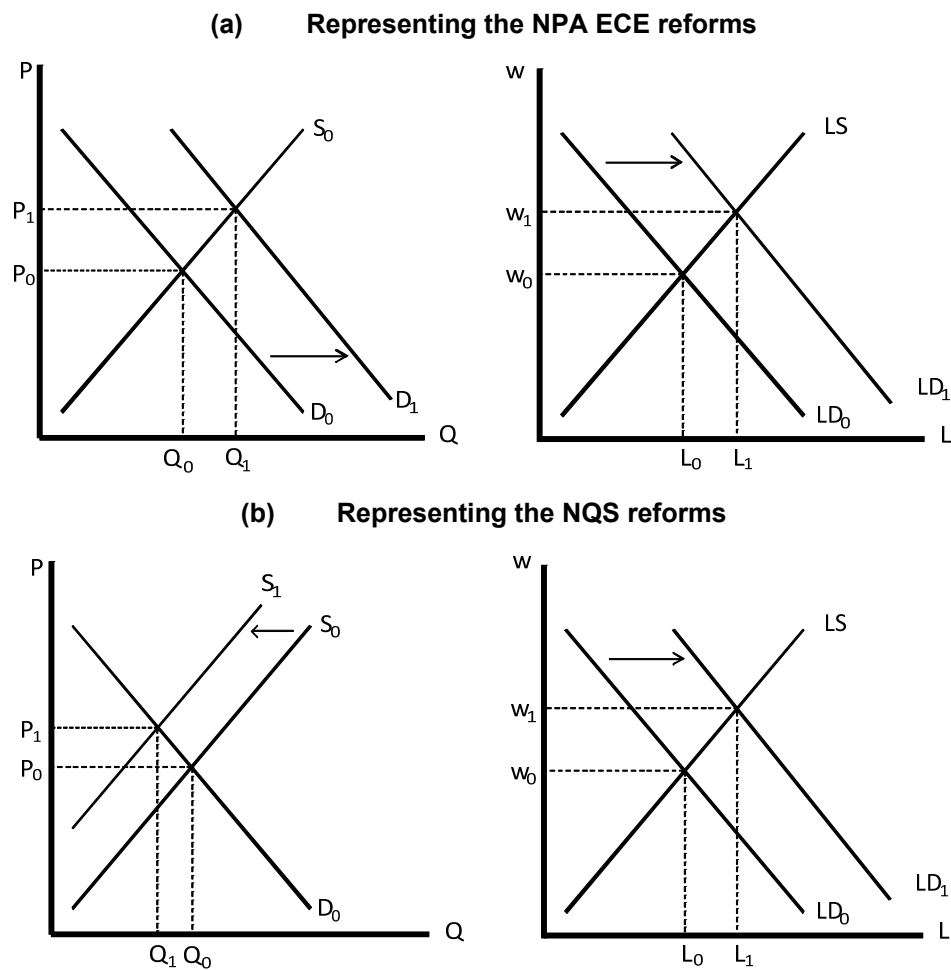 (a) Representing the NPA ECE reforms
P
S0
P1
P0
D0
D1
Q
Q0
Q1
w
LS
w1
w0
LD0
LD1
L
L0
L1
(b) Representing the NQS reforms
P
S1
S0
P1
P0
D0
Q
Q1
Q0
w
LS
w1
w0
LD0
LD1
L
L0
L1